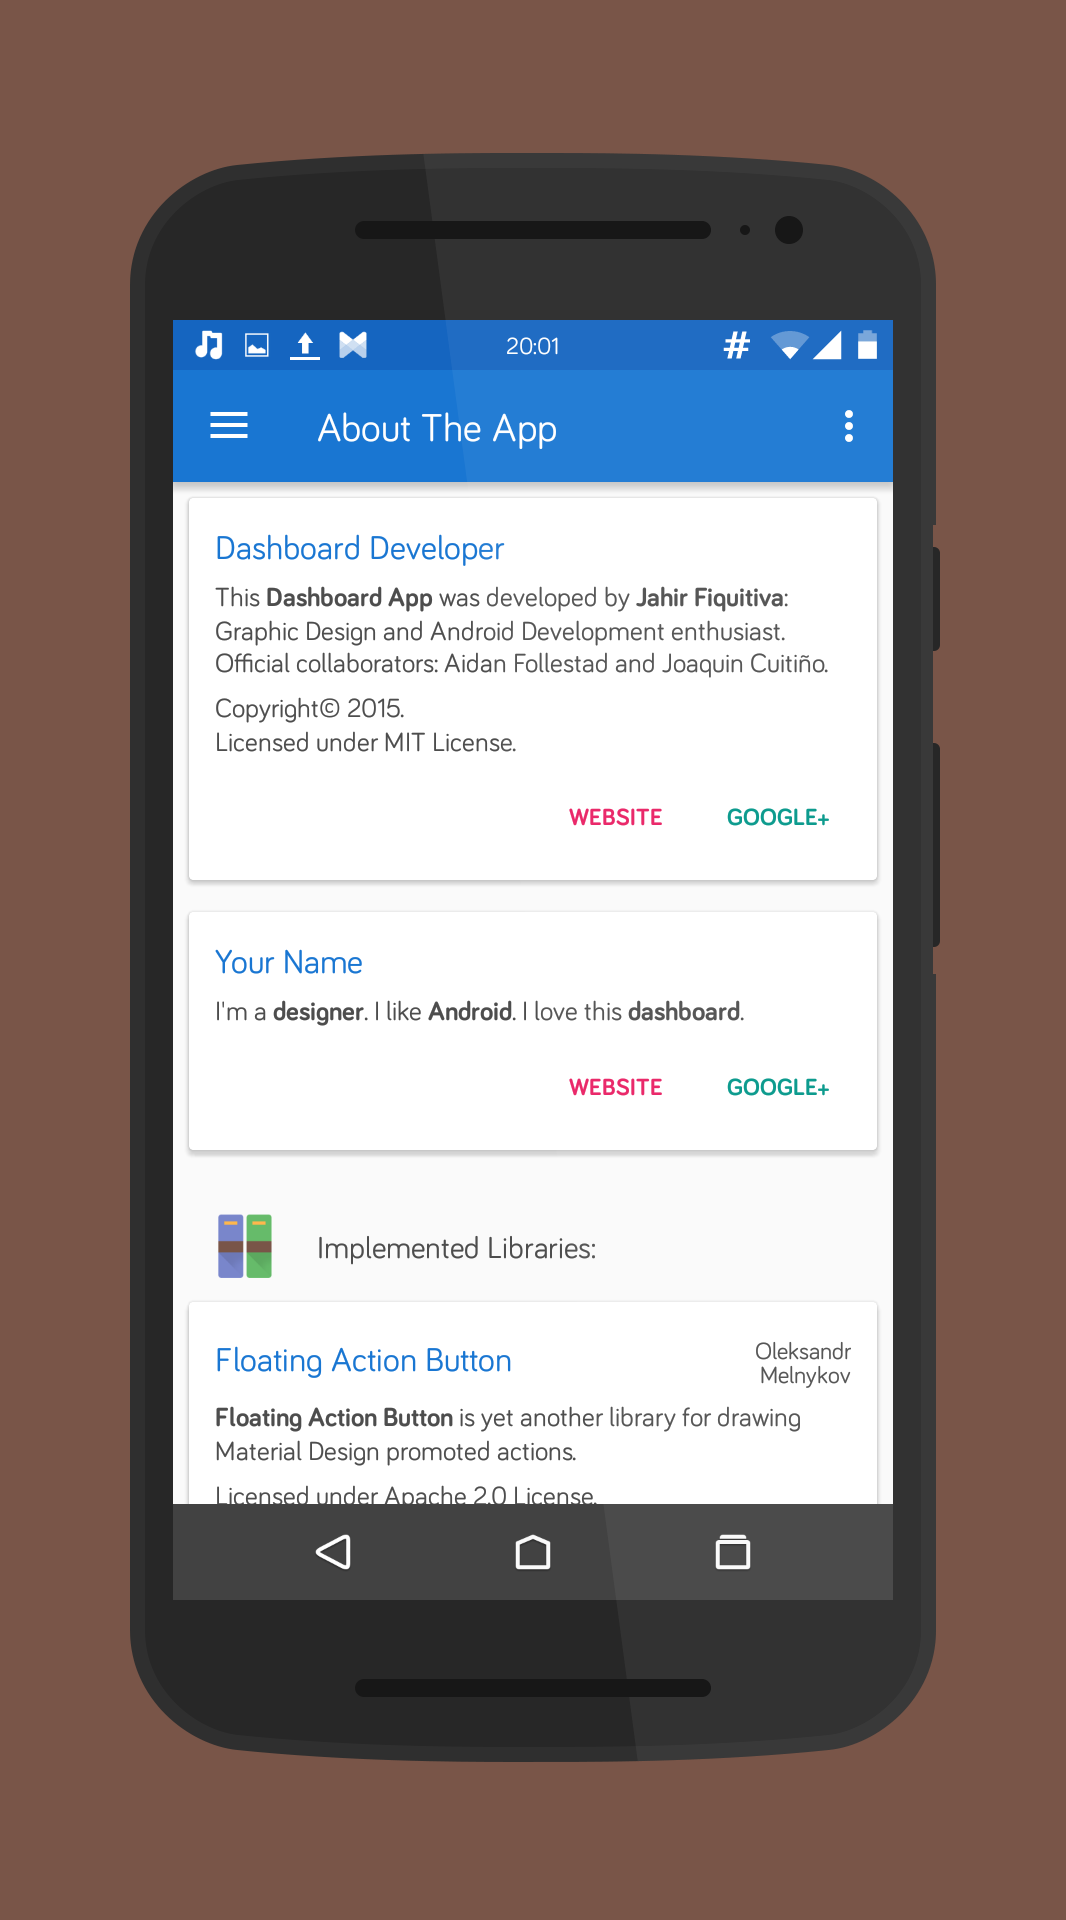 20:01
#
About The App
Dashboard Developer
This Dashboard App was developed by Jahir Fiquitiva:
Graphic Design and Android Development enthusiast.
Official collaborators: Aidan Follestad and Joaquin Cuitiño.
Copyright© 2015.
Licensed under MIT License.
WEBSITE GOOGLE+
Your Name
I'm a designer. I like Android. I love this dashboard.
WEBSITE GOOGLE+
Implemented Libraries:
Floating Action Button
Oleksandr
Melnykov
Floating Action Button is yet another library for drawing
Material Design promoted actions.
Licensed under Apache 2.0 License.